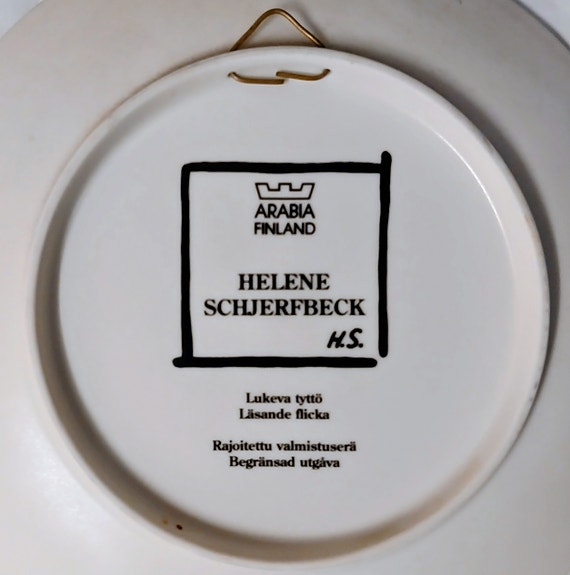 ARABIA
FINLAND
HELENE
SCHJERFBECK
H.S.
Lukeva tyttö
Läsande flicka
Rajoitettu valmistuserä
Begränsad utgåva